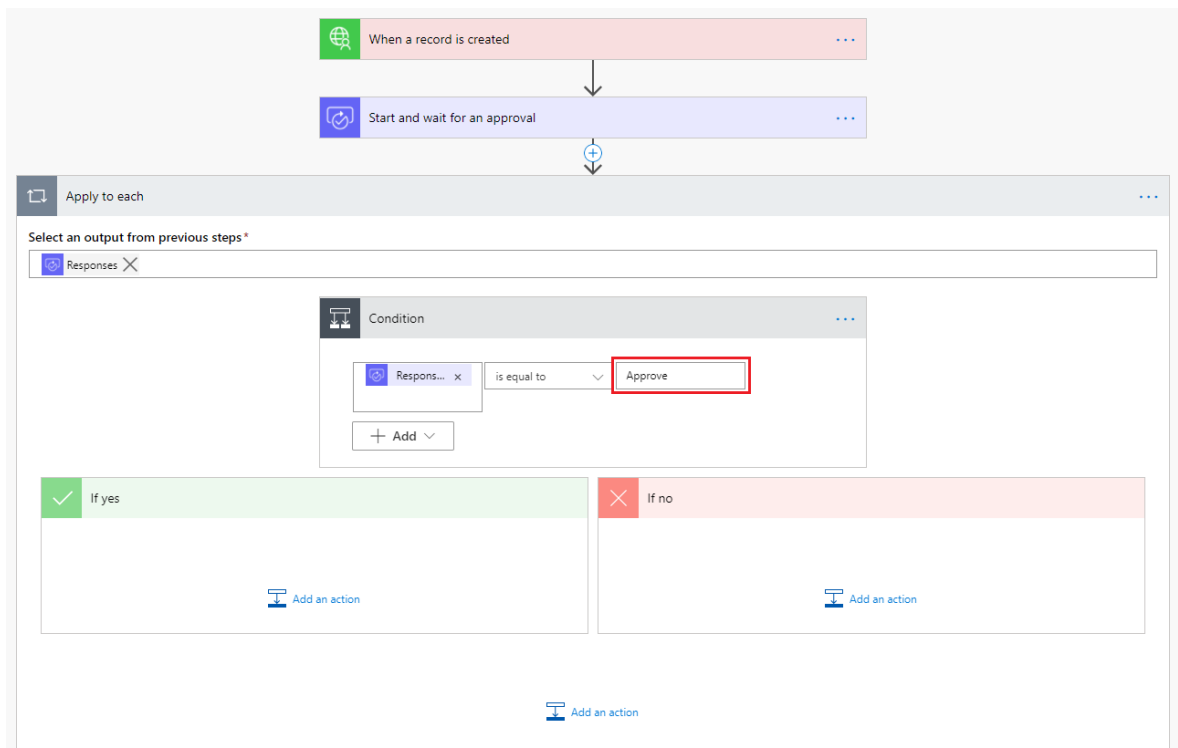 When a record is created
Start and wait for an approval
Apply to each
Select an output from previous steps*
Responses
Condition
Respons... × is equal to Approve
+ Add
If yes
If no
Add an action
Add an action
Add an action